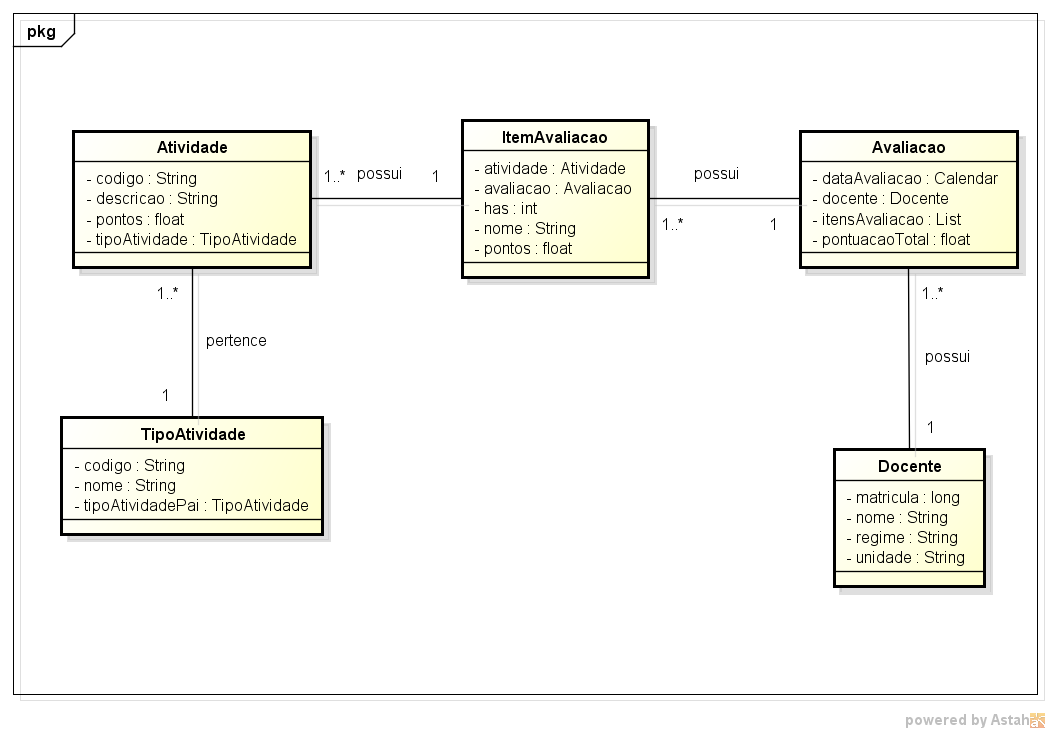 pkg
Atividade
- codigo : String
- descricao : String
- pontos : float
- tipoAtividade : TipoAtividade
1..* possui 1
ItemAvaliacao
- atividade : Atividade
- avaliacao : Avaliacao
- has : int
- nome : String
- pontos : float
possui
1..* 1
Avaliacao
- dataAvaliacao : Calendar
- docente : Docente
- itensAvaliacao : List
- pontuacaoTotal : float
1..*
pertence
1
1..*
possui
1
TipoAtividade
- codigo : String
- nome : String
- tipoAtividadePai : TipoAtividade
Docente
- matricula : long
- nome : String
- regime : String
- unidade : String
powered by Astah